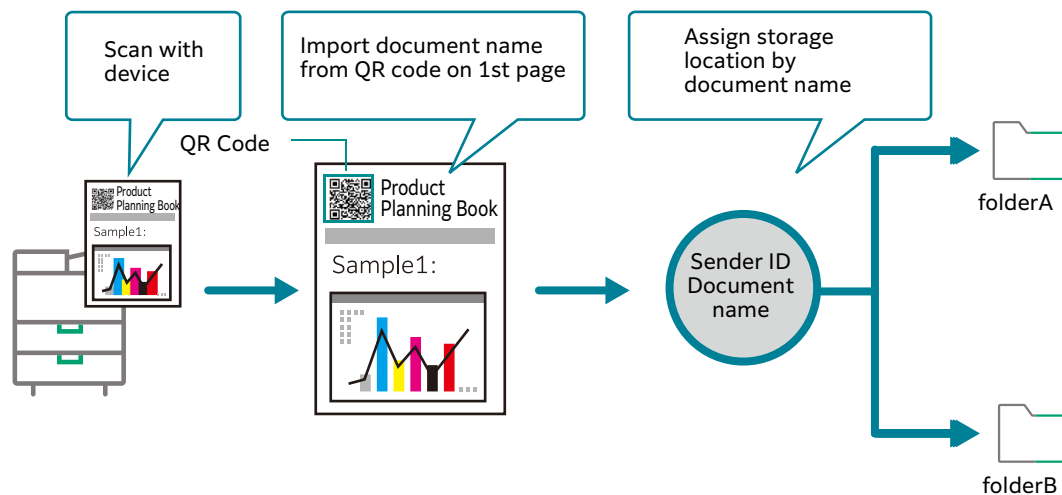 Scan with
device
Import document name
from QR code on 1st page
Assign storage
location by
document name
QR Code
Product
Planning Book
Sample1:
Product
Planning Book
Sample1:
Sender ID
Document
name
folderA
folderB